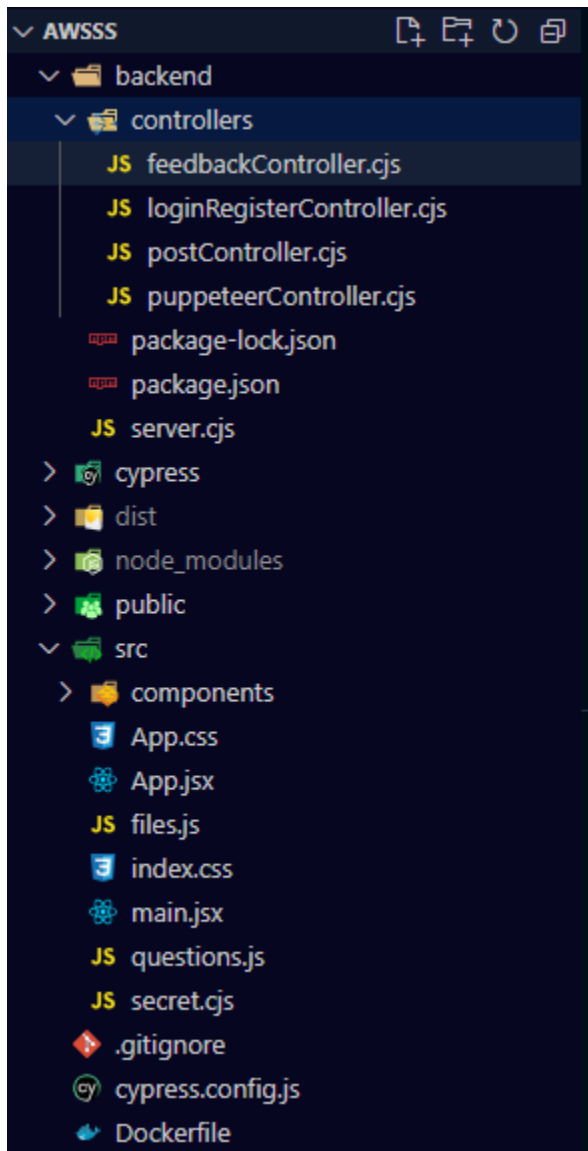 AWSSS
backend
controllers
JS feedbackController.cjs
JS loginRegisterController.cjs
JS postController.cjs
JS puppeteerController.cjs
package-lock.json
package.json
JS server.cjs
cypress
dist
node_modules
public
src
components
App.css
App.jsx
JS files.js
index.css
main.jsx
JS questions.js
JS secret.cjs
.gitignore
cy cypress.config.js
Dockerfile